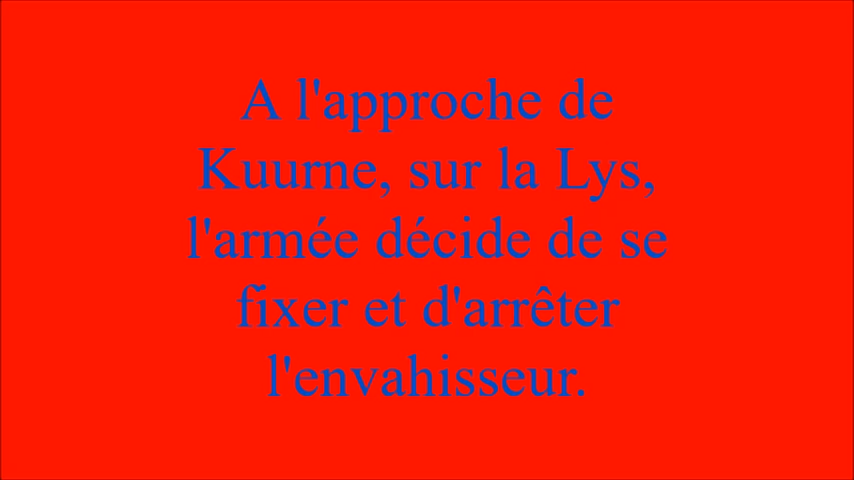 A l'approche de
Kuurne, sur la Lys,
l'armée décide de se
fixer et d'arrêter
l'envahisseur.